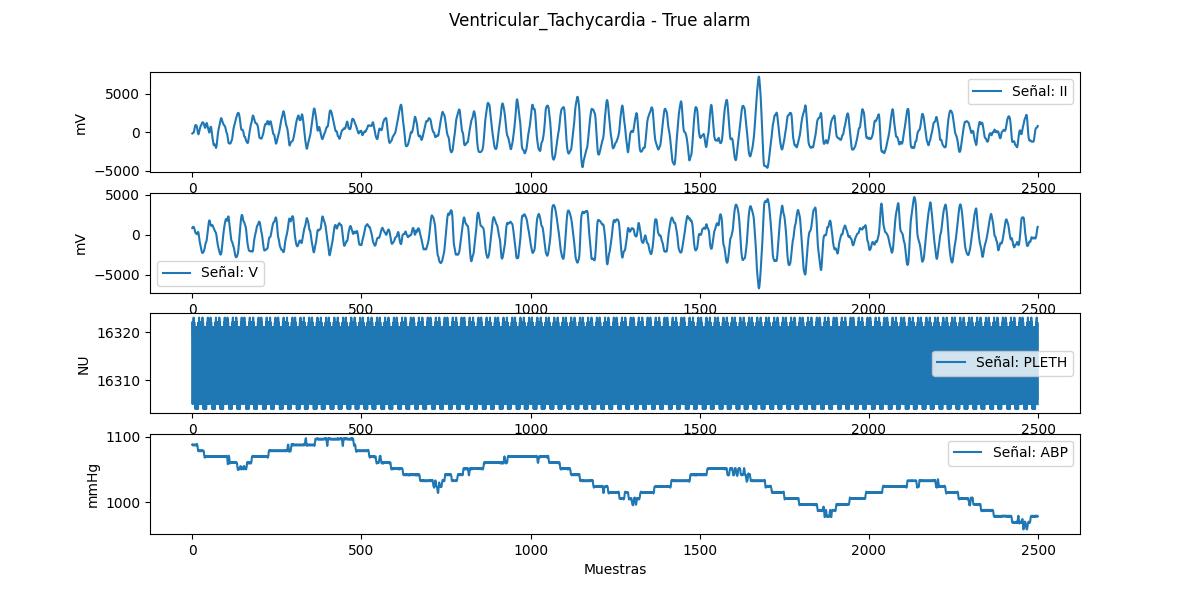 Ventricular_Tachycardia - True alarm
5000
0
−5000
mV
Señal: II
0 500 1000 1500 2000 2500
5000
0
−5000
mV
Señal: V
0 500 1000 1500 2000 2500
16320
16310
NU
Señal: PLETH
0 500 1000 1500 2000 2500
1100
1000
mmHg
Señal: ABP
0 500 1000 1500 2000 2500
Muestras